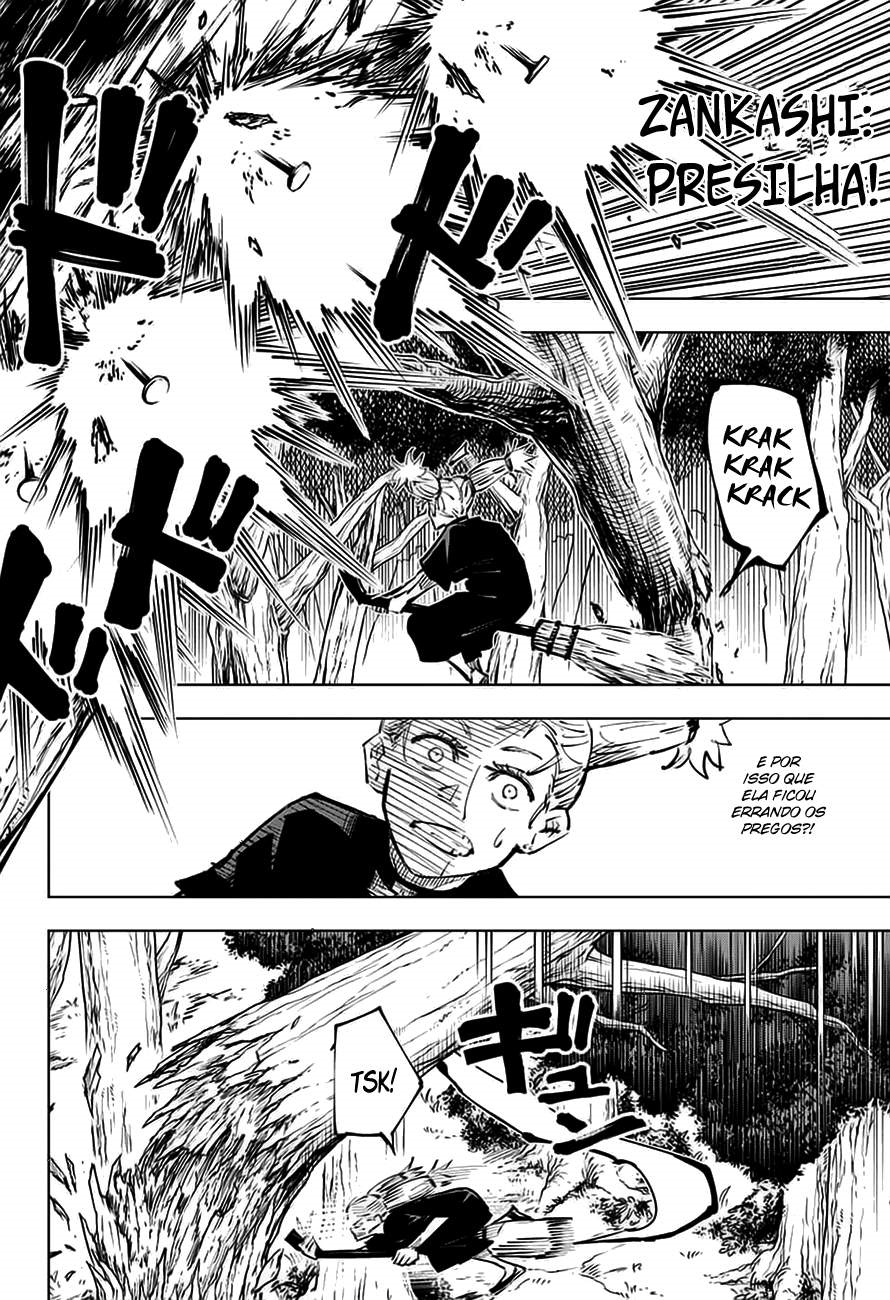 ZANKASHI:
PRESILHA!
ドドドド
KRAK
KRAK
KRACK
E POR
ISSO QUE
ELA FICOU
ERRANDO OS
PREGOS?!
ギュン
TSK!